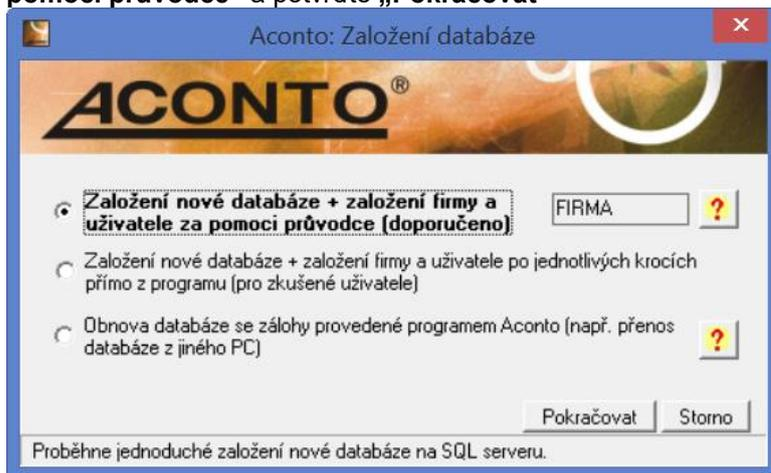 pomoci průvodce" a potvrďte „Pokračovat"
Aconto: Založení databáze
ACONTO®
Založení nové databáze + založení firmy a
uživatele za pomoci průvodce (doporučeno)
FIRMA
?
Založení nové databáze + založení firmy a uživatele po jednotlivých krocích
přímo z programu (pro zkušené uživatele)
Obnova databáze se zálohy provedené programem Aconto (např. přenos
databáze z jiného PC)
?
Pokračovat
Storno
Proběhne jednoduché založení nové databáze na SQL serveru.